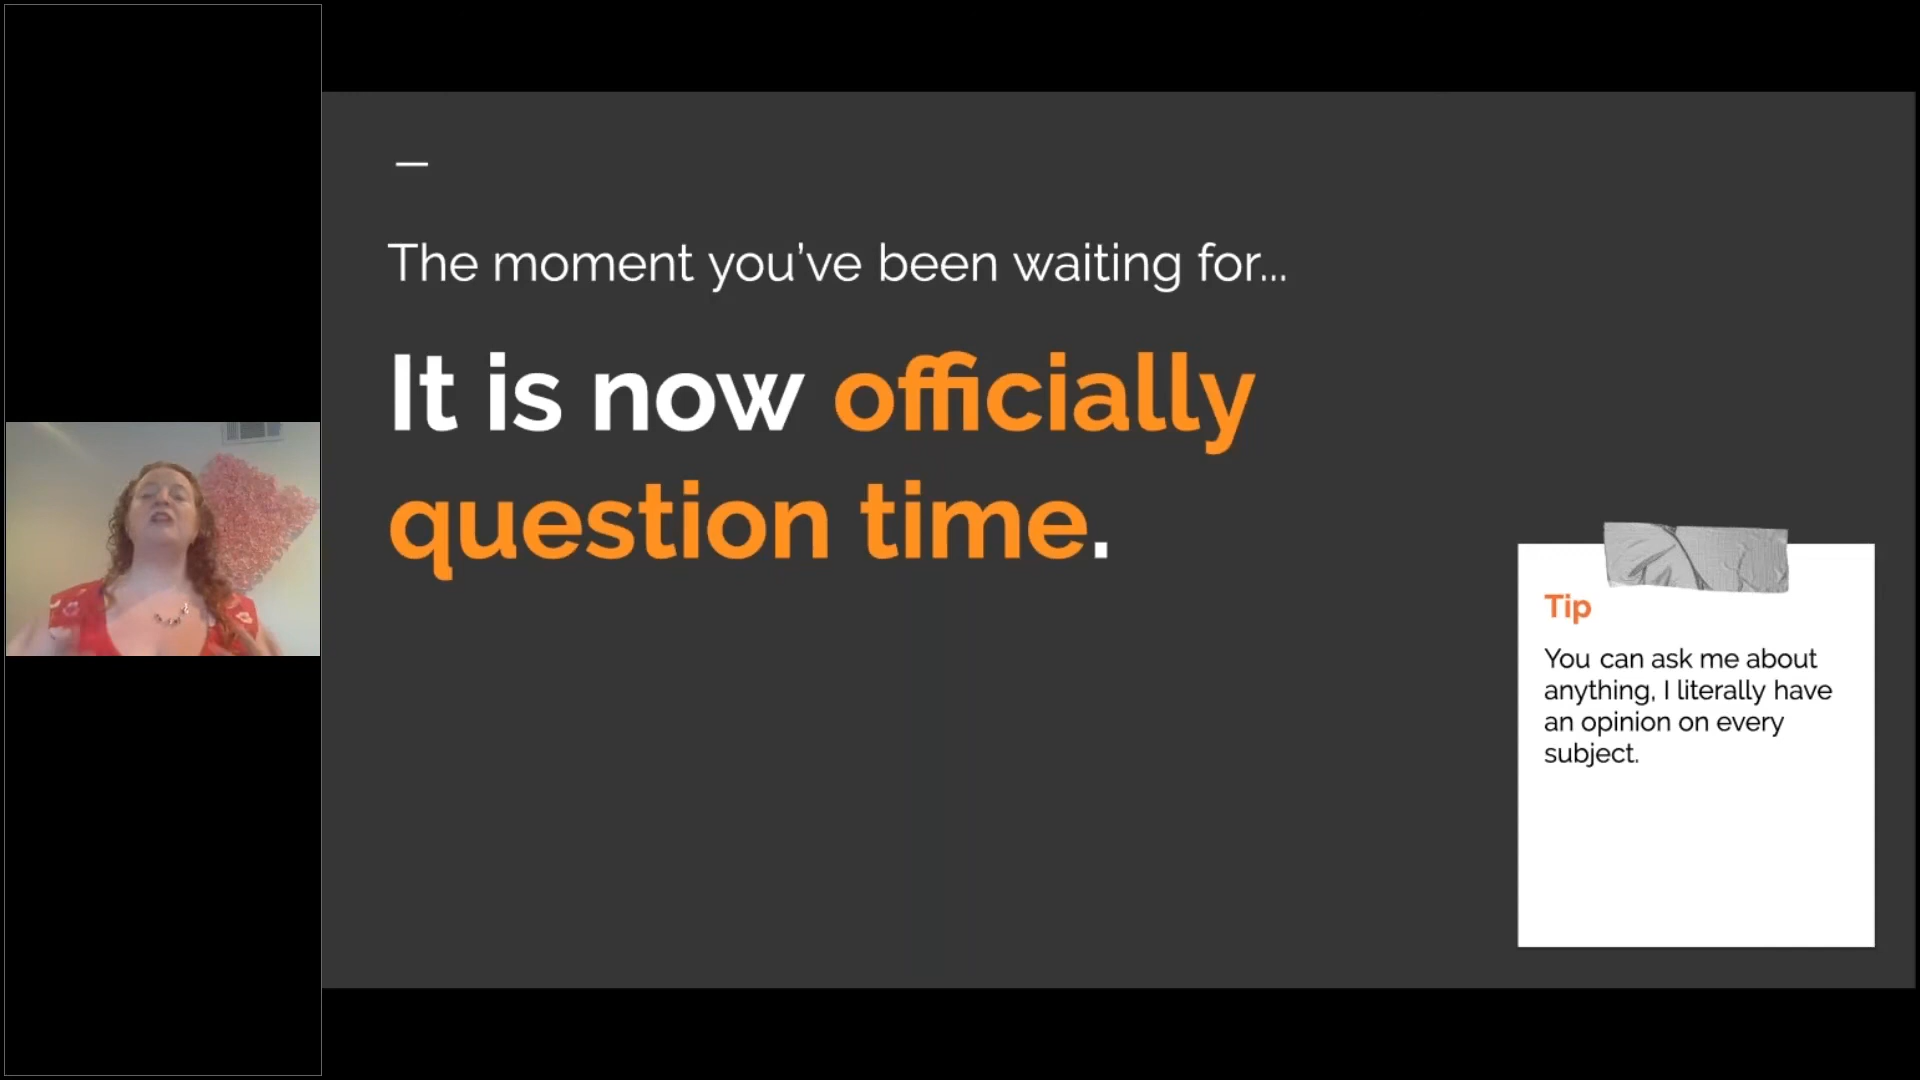 The moment you’ve been waiting for...
It is now officially
question time.
Tip
You can ask me about
anything, I literally have
an opinion on every
subject.